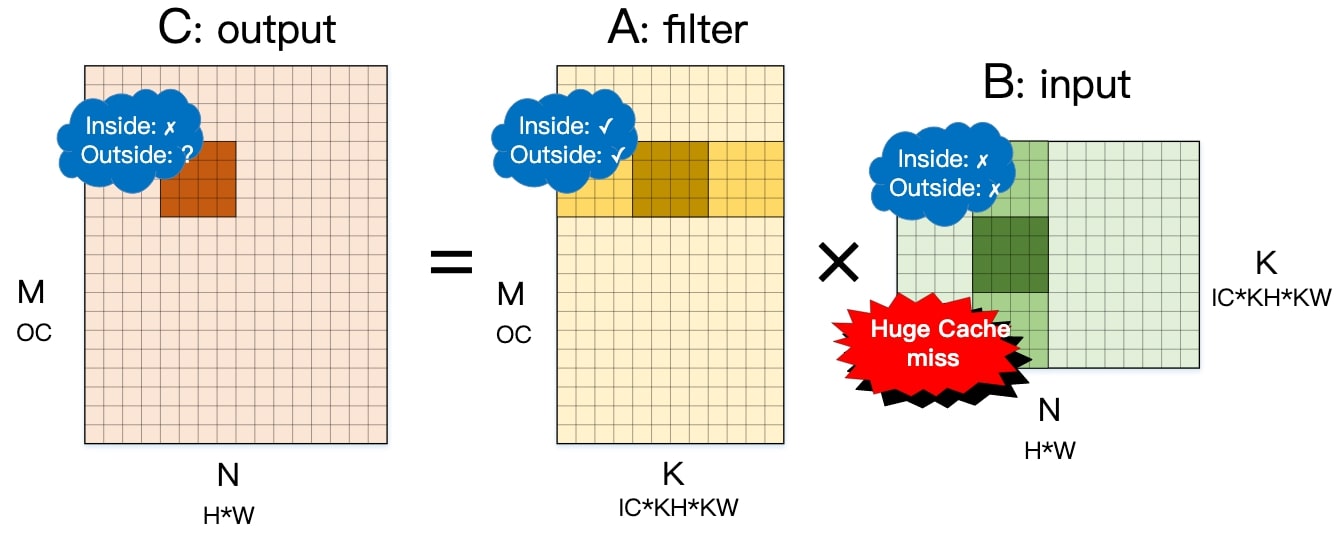 C: output
A: filter
B: input
Inside: ✗
Outside: ?
Inside: ✓
Outside: ✓
Inside: ✗
Outside: ✗
=
×
M
OC
M
OC
K
IC*KH*KW
Huge Cache
miss
N
H*W
K
IC*KH*KW
N
H*W